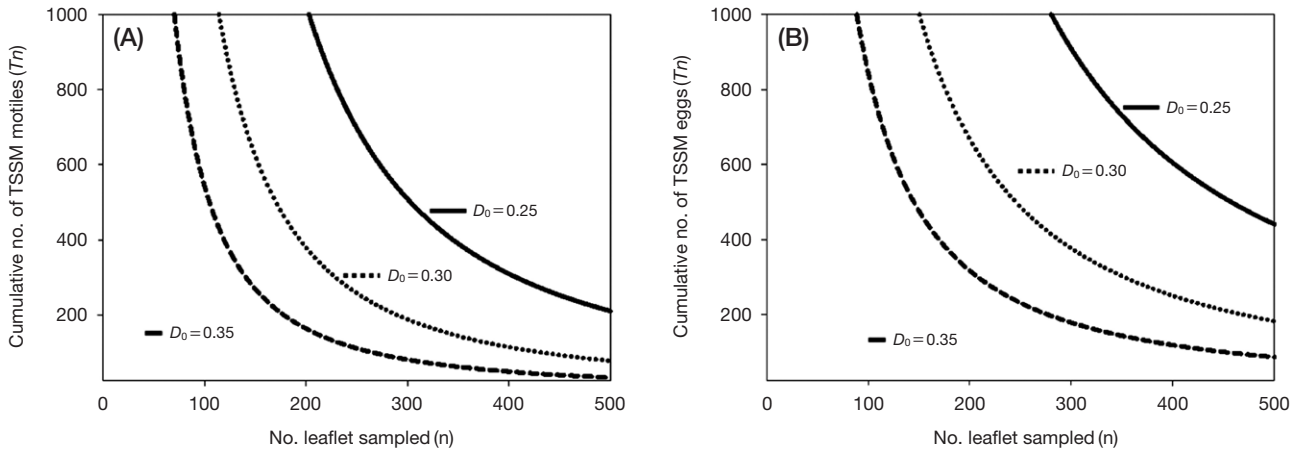 (A)
Cumulative no. of TSSM motiles (Tn)
1000
800
600
400
200
D₀=0.25
D₀=0.30
D₀=0.35
0 100 200 300 400 500
No. leaflet sampled (n)
(B)
Cumulative no. of TSSM eggs (Tn)
1000
800
600
400
200
D₀=0.25
D₀=0.30
D₀=0.35
0 100 200 300 400 500
No. leaflet sampled (n)